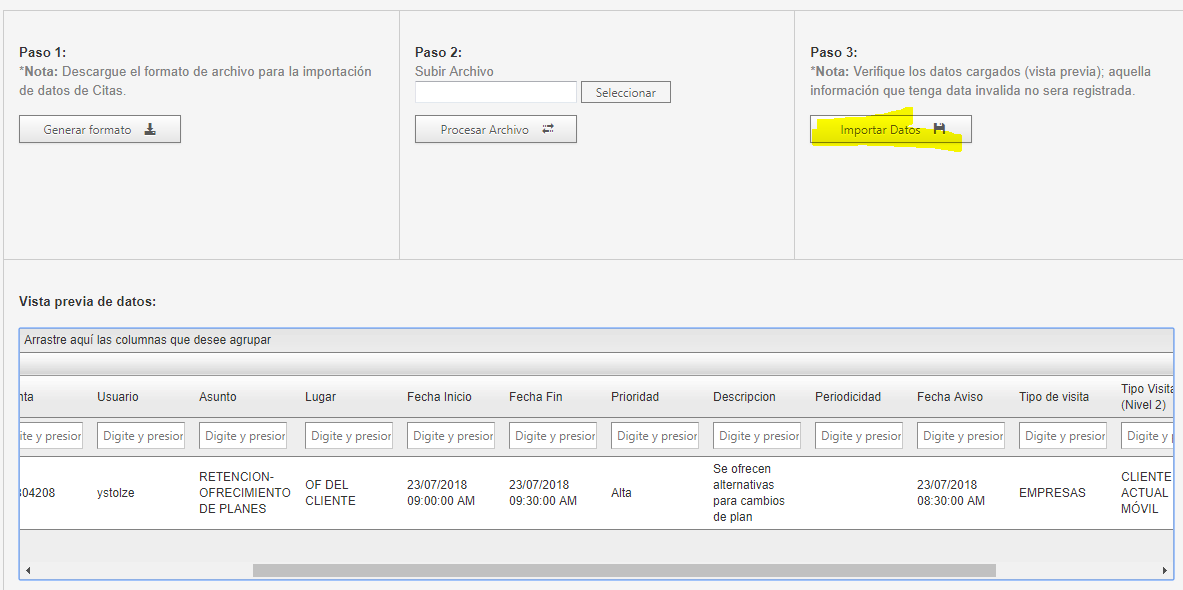 Paso 1:
*Nota: Descargue el formato de archivo para la importación
de datos de Citas.
Generar formato
Paso 2:
Subir Archivo
Seleccionar
Procesar Archivo
Paso 3:
*Nota: Verifique los datos cargados (vista previa); aquella
información que tenga data invalida no sera registrada.
Importar Datos
Vista previa de datos:
Arrastre aquí las columnas que desee agrupar
nta Usuario Asunto Lugar Fecha Inicio Fecha Fin Prioridad Descripcion Periodicidad Fecha Aviso Tipo de visita Tipo Visita
(Nivel 2)
ite y presior Digite y presior Digite y presior Digite y presior Digite y presior Digite y presior Digite y presior Digite y presior Digite y presior Digite y presior Digite y presior Digite y p
304208
ystolze
RETENCION-
OFRECIMIENTO
DE PLANES
OF DEL
CLIENTE
23/07/2018
09:00:00 AM
23/07/2018
09:30:00 AM
Alta
Se ofrecen
alternativas
para cambios
de plan
23/07/2018
08:30:00 AM
EMPRESAS
CLIENTE
ACTUAL
MÓVIL